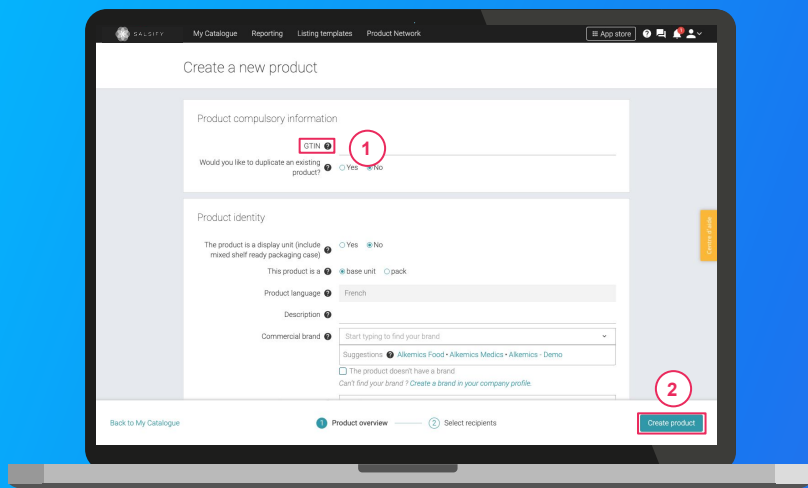 SALSIFY My Catalogue Reporting Listing templates Product Network App store
Create a new product
Product compulsory information
GTIN ? 1
Would you like to duplicate an existing product? ? Yes No
Product identity
The product is a display unit (include mixed shelf ready packaging case) ? Yes No
This product is a ? base unit pack
Product language ? French
Description ?
Commercial brand ? Start typing to find your brand
Suggestions ? Alkemics Food • Alkemics Medics • Alkemics - Demo
The product doesn't have a brand
Can't find your brand ? Create a brand in your company profile.
Centre d'aide
2
Back to My Catalogue 1 Product overview 2 Select recipients Create product